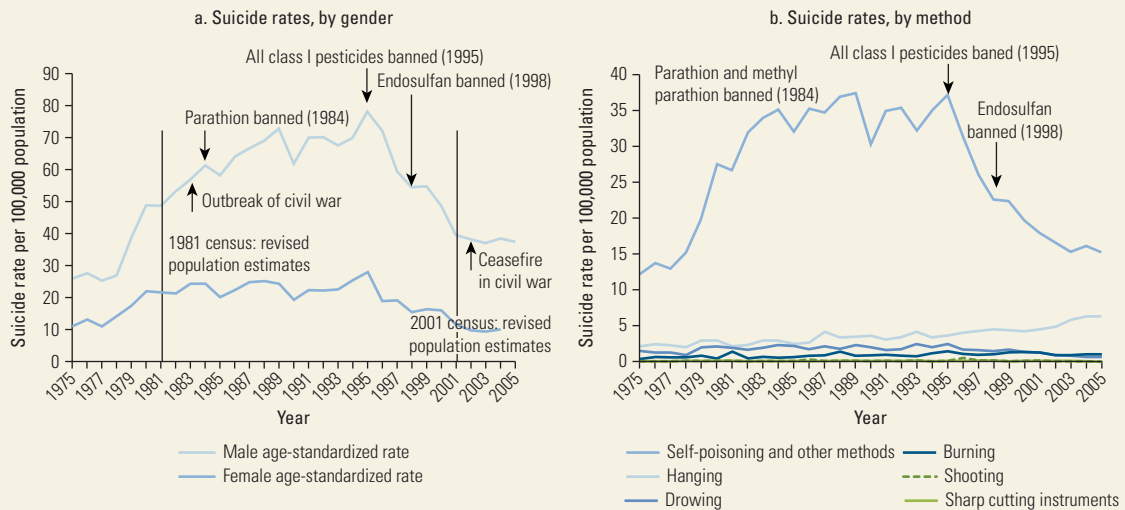 a. Suicide rates, by gender
Suicide rate per 100,000 population
90
80
70
60
50
40
30
20
10
0
All class I pesticides banned (1995)
Endosulfan banned (1998)
Parathion banned (1984)
Outbreak of civil war
1981 census: revised
population estimates
Ceasefire
in civil war
2001 census: revised
population estimates
1975
1977
1979
1981
1983
1985
1987
1989
1991
1993
1995
1997
1999
2001
2003
2005
Year
Male age-standardized rate
Female age-standardized rate
b. Suicide rates, by method
Suicide rate per 100,000 population
40
35
30
25
20
15
10
5
0
All class I pesticides baned (1995)
Parathion and methyl
parathion banned (1984)
Endosulfan
banned (1998)
1975
1977
1979
1981
1983
1985
1987
1989
1991
1993
1995
1997
1999
2001
2003
2005
Year
Self-poisoning and other methods
Hanging
Drowing
Burning
Shooting
Sharp cutting instruments